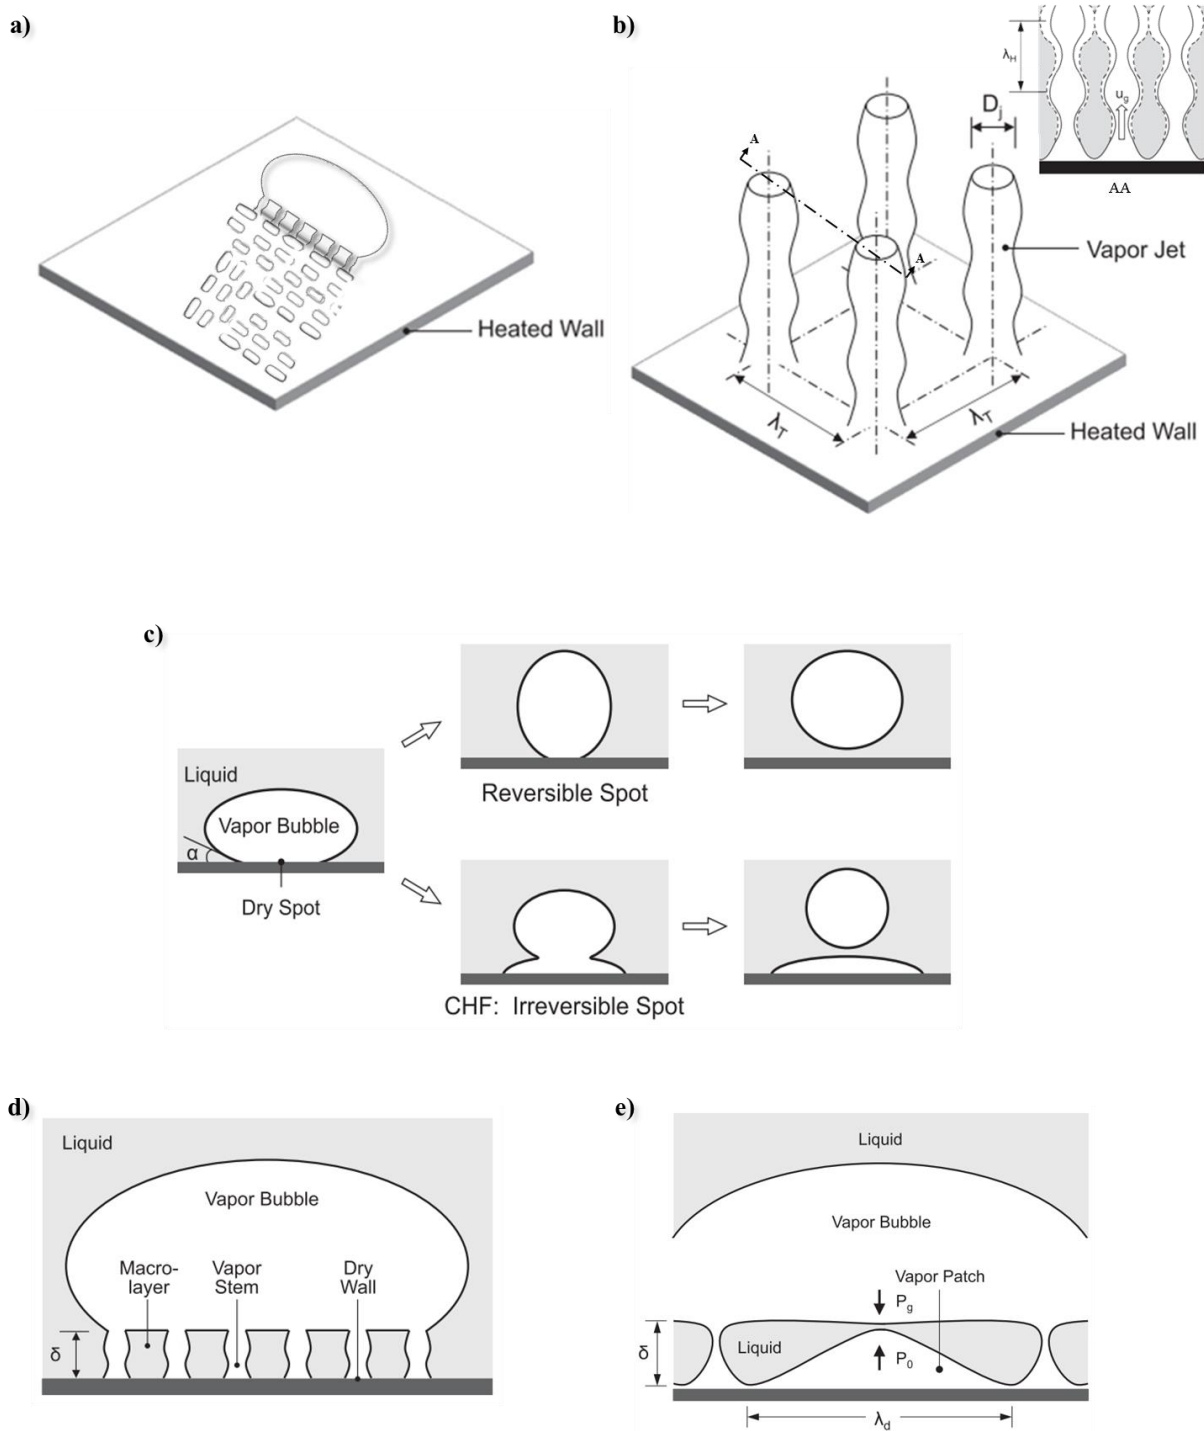 a)
Heated Wall
b)
λH
ug
AA
Dj
A
A
Vapor Jet
λT
λT
Heated Wall
c)
Liquid
Vapor Bubble
α
Dry Spot
Reversible Spot
CHF: Irreversible Spot
d)
Liquid
Vapor Bubble
Macro-
layer
Vapor
Stem
Dry
Wall
δ
e)
Liquid
Vapor Bubble
Vapor Patch
Pg
Liquid
P0
δ
λd